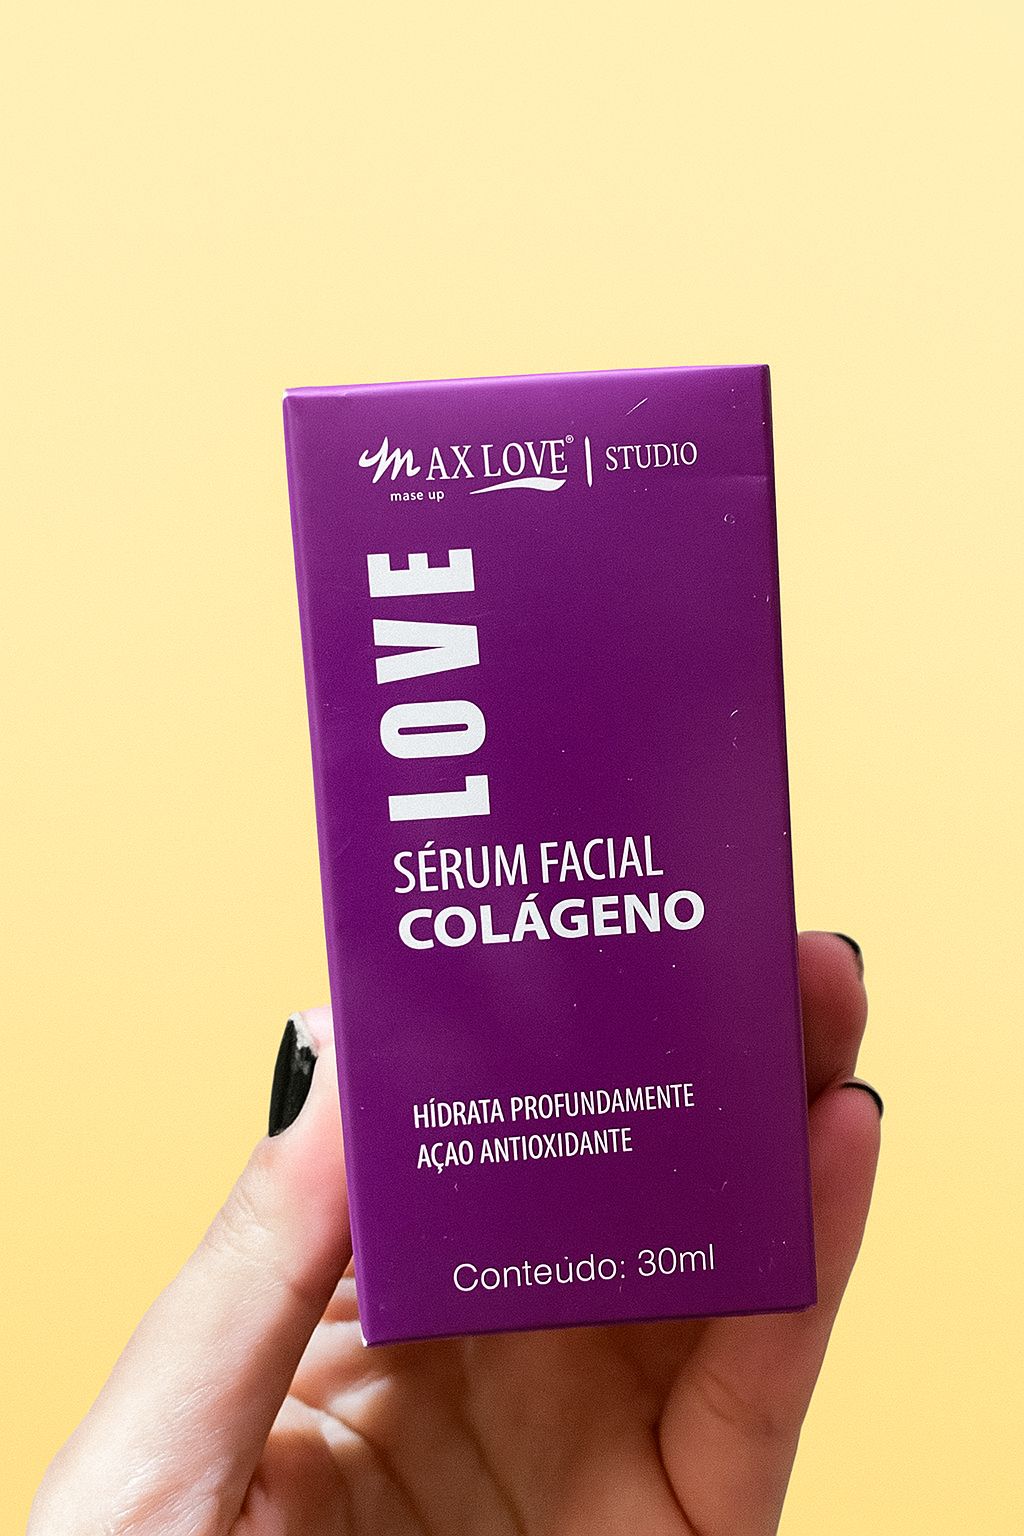 MAX LOVE® | STUDIO
mase up
LOVE
SÉRUM FACIAL
COLÁGENO
HÍDRATA PROFUNDAMENTE
AÇAO ANTIOXIDANTE
Conteúdo: 30ml